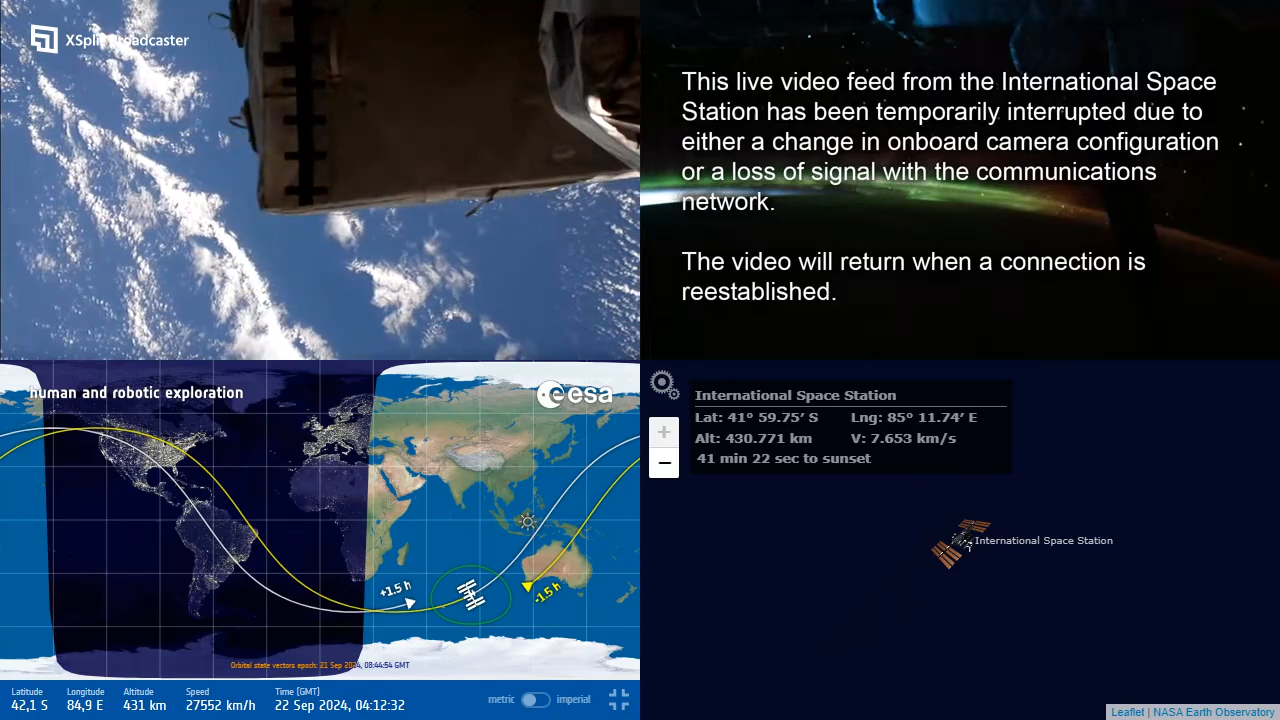 XSplit Broadcaster
This live video feed from the International Space
Station has been temporarily interrupted due to
either a change in onboard camera configuration
or a loss of signal with the communications
network.
The video will return when a connection is
reestablished.
human and robotic exploration
esa
+1.5 h
-1.5 h
Orbital state vectors epoch: 21 Sep 2024, 08:44:54 GMT
Latitude Longitude Altitude Speed Time (GMT)
42,1 S 84,9 E 431 km 27552 km/h 22 Sep 2024, 04:12:32
metric imperial
International Space Station
Lat: 41° 59.75′ S Lng: 85° 11.74′ E
Alt: 430.771 km V: 7.653 km/s
41 min 22 sec to sunset
+
−
International Space Station
Leaflet | NASA Earth Observatory